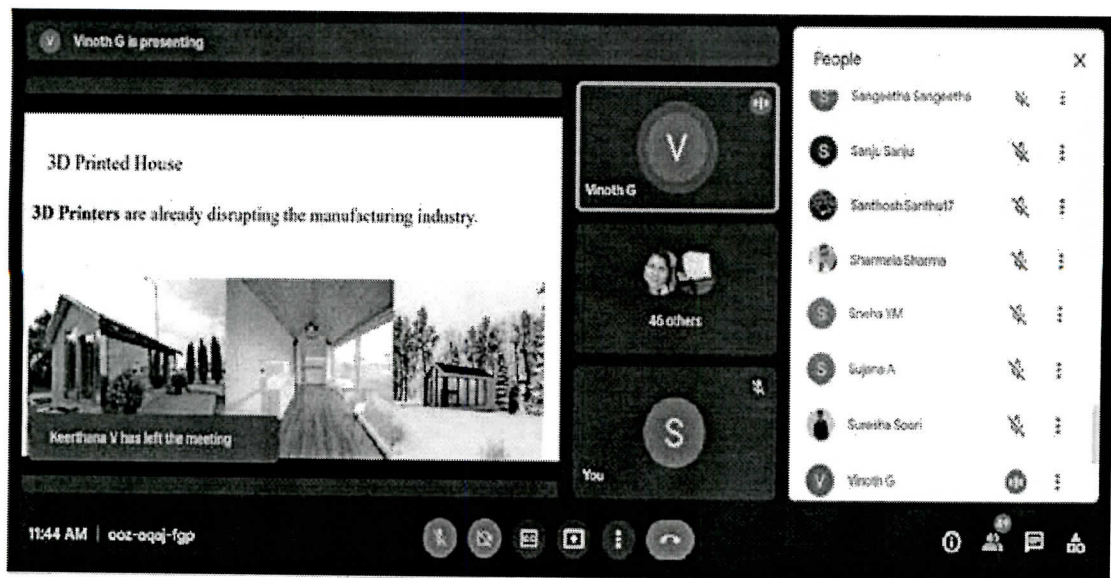 V Vinoth G is presenting
3D Printed House
3D Printers are already disrupting the manufacturing industry.
Keerthana V has left the meeting
V
Vinoth G
46 others
S
You
People
S Sangeetha Sangeetha
S Sanju Sanju
Santhosh Santhu17
Sharmela Sharma
S Sneha YM
S Sujana A
Suresha Soori
V Vinoth G
11:44 AM | ooz-aqaj-fgp